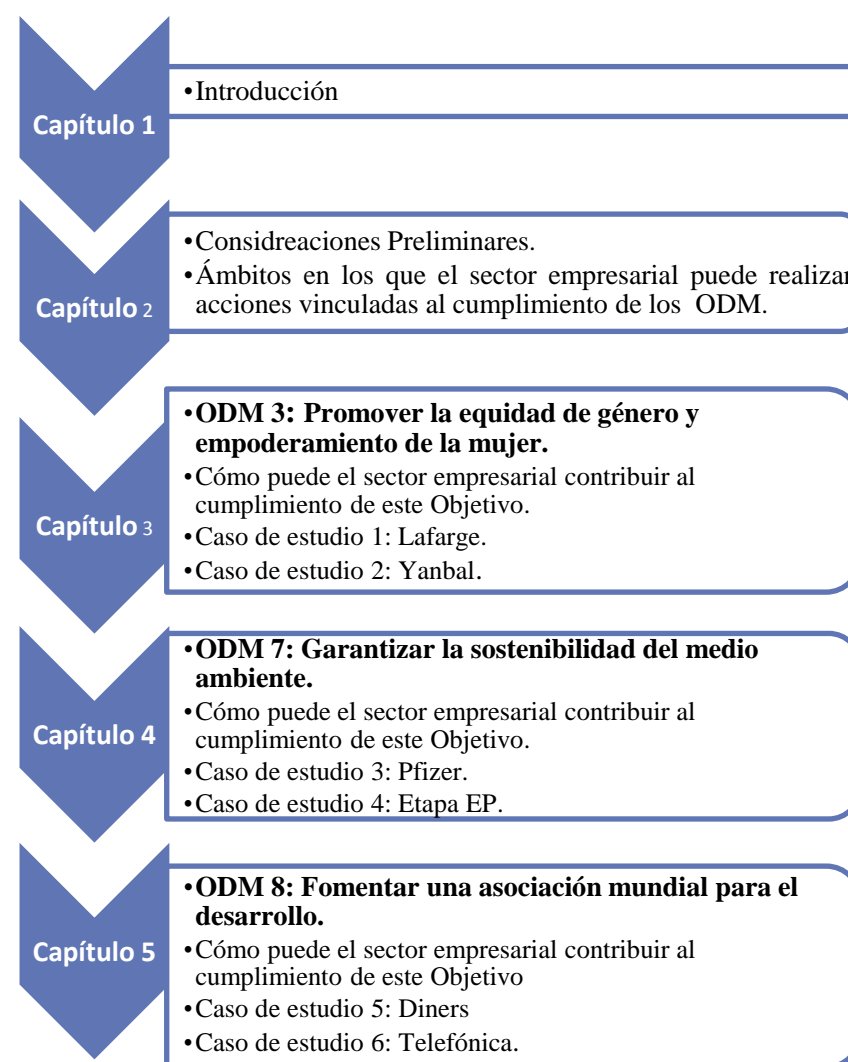 Capítulo 1
•Introducción
Capítulo 2
•Considreaciones Preliminares.
•Ámbitos en los que el sector empresarial puede realizar
acciones vinculadas al cumplimiento de los ODM.
Capítulo 3
•ODM 3: Promover la equidad de género y
empoderamiento de la mujer.
•Cómo puede el sector empresarial contribuir al
cumplimiento de este Objetivo.
•Caso de estudio 1: Lafarge.
•Caso de estudio 2: Yanbal.
Capítulo 4
•ODM 7: Garantizar la sostenibilidad del medio
ambiente.
•Cómo puede el sector empresarial contribuir al
cumplimiento de este Objetivo.
•Caso de estudio 3: Pfizer.
•Caso de estudio 4: Etapa EP.
Capítulo 5
•ODM 8: Fomentar una asociación mundial para el
desarrollo.
•Cómo puede el sector empresarial contribuir al
cumplimiento de este Objetivo
•Caso de estudio 5: Diners
•Caso de estudio 6: Telefónica.